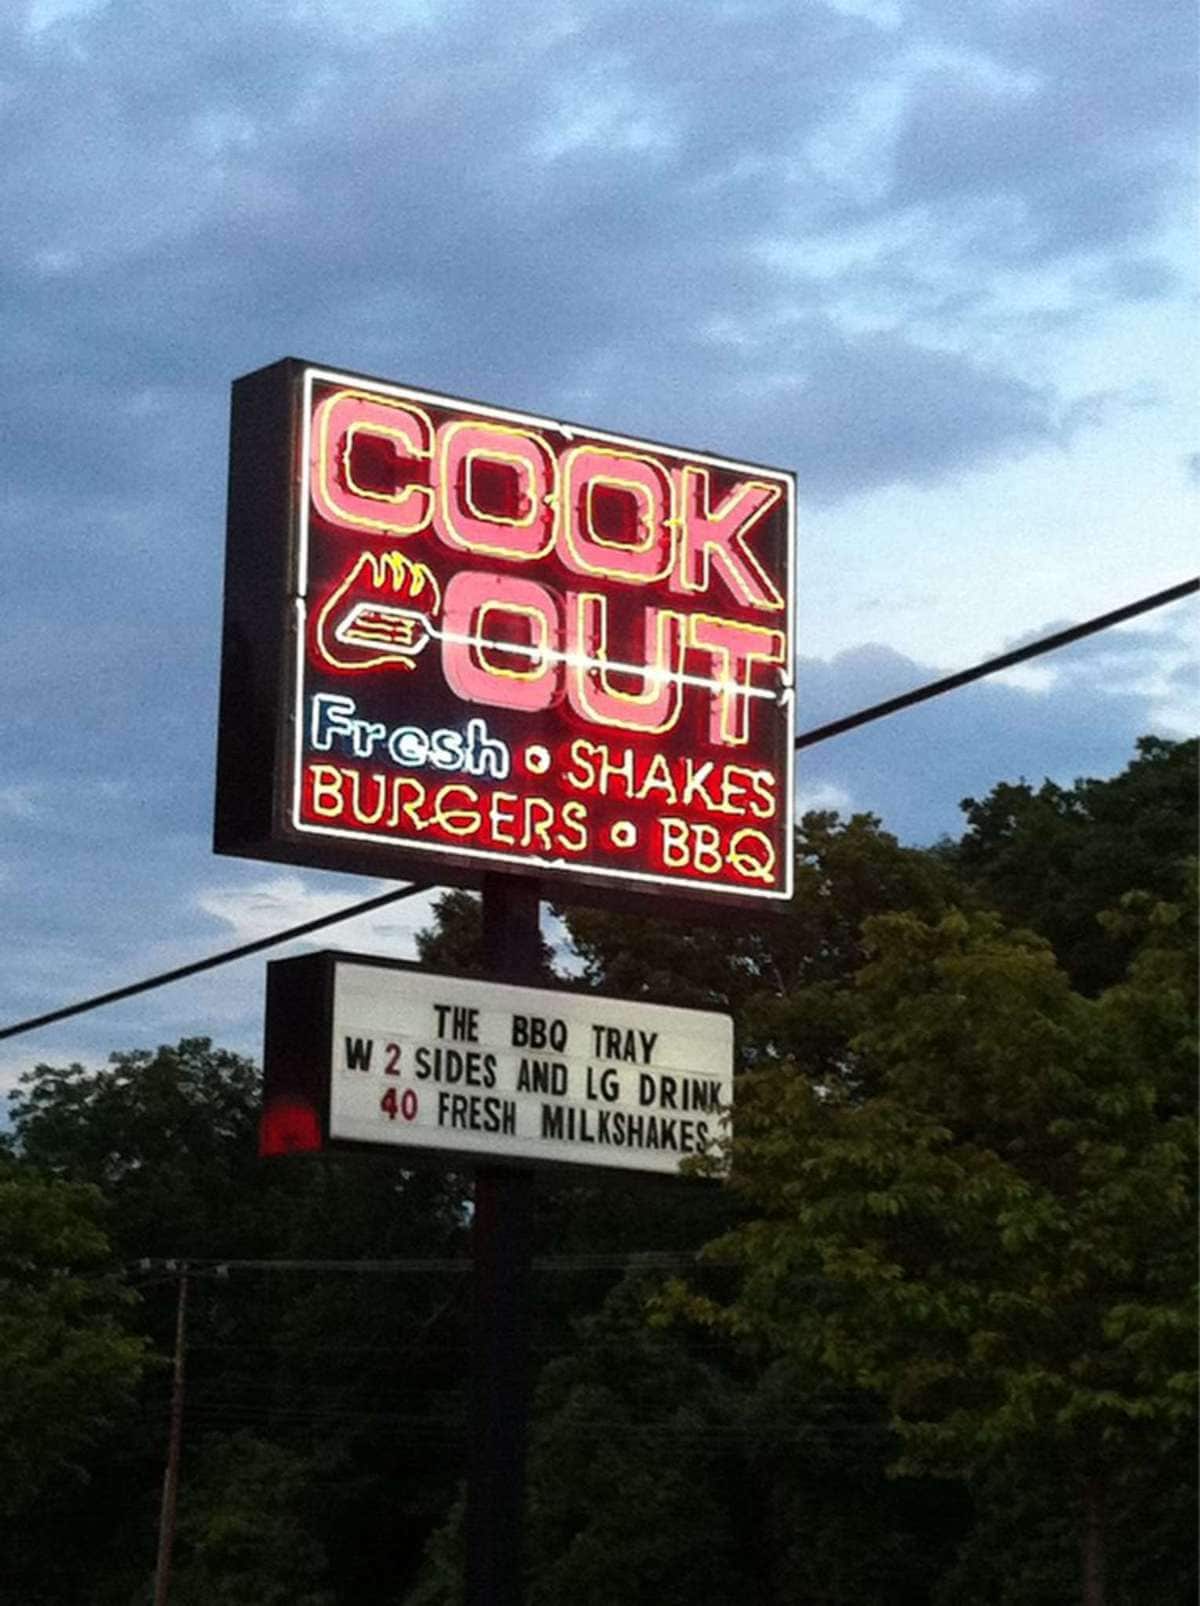 COOK
OUT
Fresh • SHAKES
BURGERS • BBQ
THE BBQ TRAY
W 2 SIDES AND LG DRINK
40 FRESH MILKSHAKES